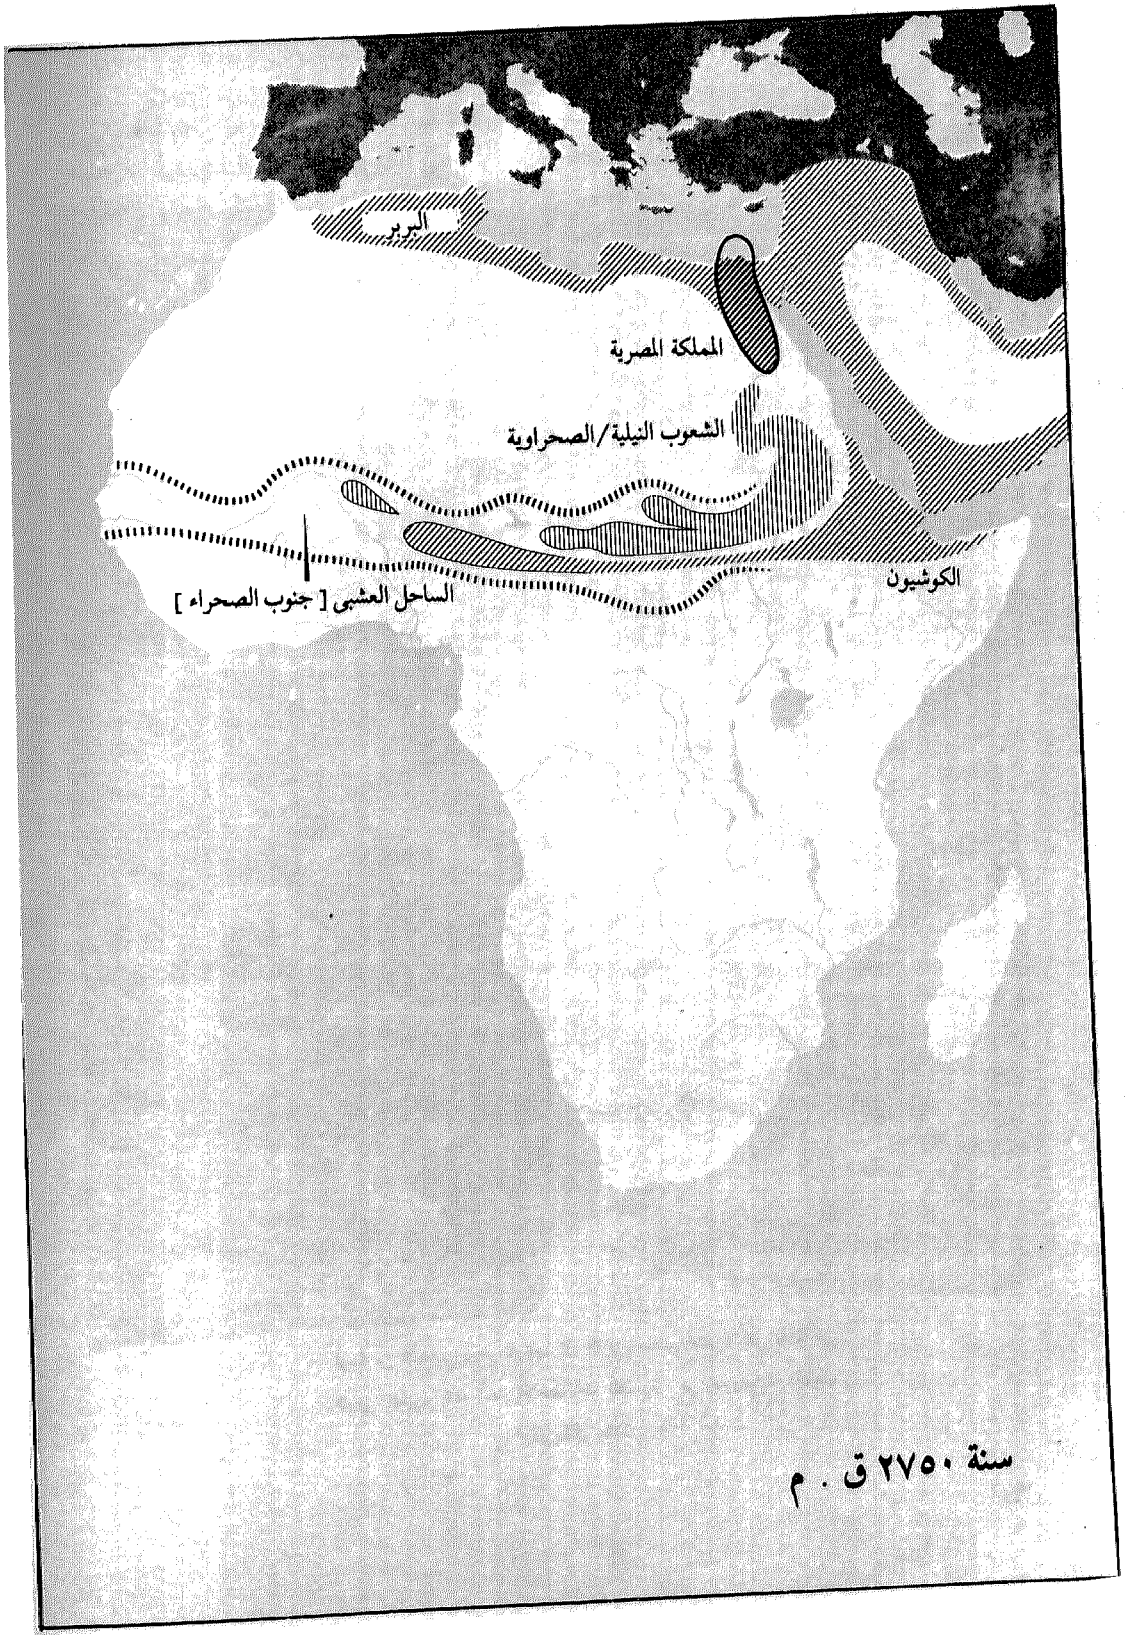 البربر
المملكة المصرية
الشعوب النيلية/الصحراوية
الكوشيون
الساحل العشبى [ جنوب الصحراء ]
سنة ٢٧٥٠ ق . م